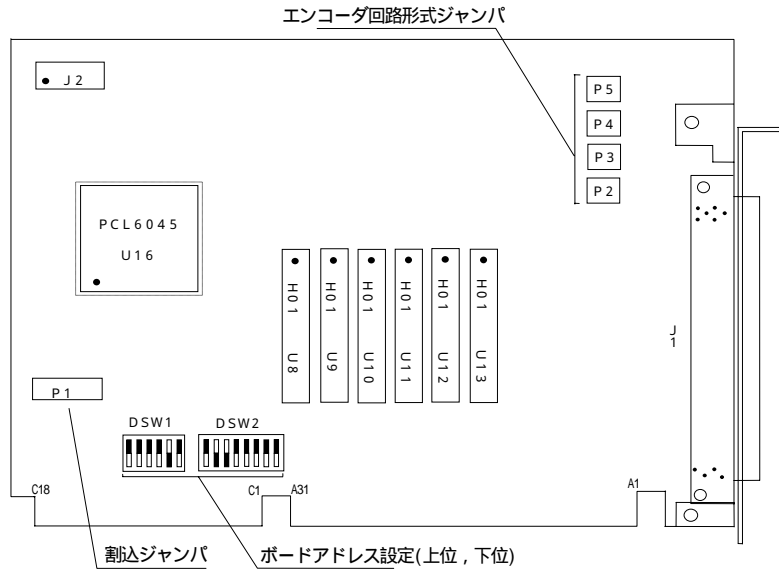 エンコーダ回路形式ジャンパ
J2
P5
P4
P3
P2
PCL6045
U16
H01 U8
H01 U9
H01 U10
H01 U11
H01 U12
H01 U13
J1
P1
DSW1
DSW2
C18
C1
A31
A1
割込ジャンパ
ボードアドレス設定(上位,下位)